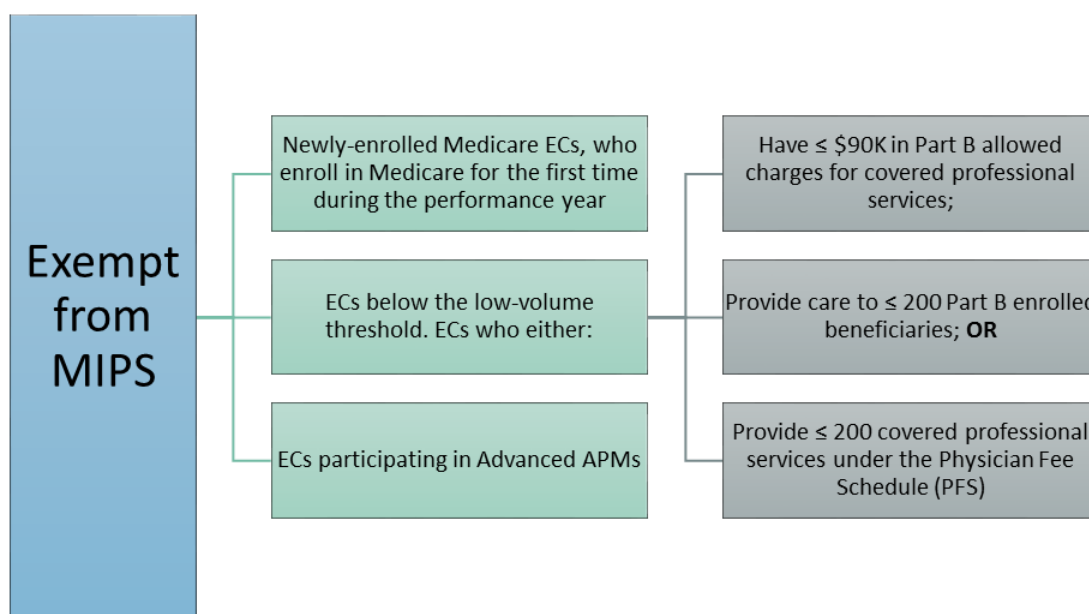 Exempt
from
MIPS
Newly-enrolled Medicare ECs, who
enroll in Medicare for the first time
during the performance year
ECs below the low-volume
threshold. ECs who either:
ECs participating in Advanced APMs
Have ≤ $90K in Part B allowed
charges for covered professional
services;
Provide care to ≤ 200 Part B enrolled
beneficiaries; OR
Provide ≤ 200 covered professional
services under the Physician Fee
Schedule (PFS)